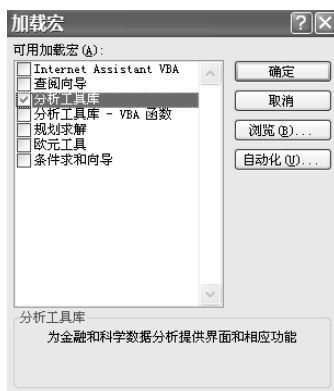 加载宏
可用加载宏(A):
Internet Assistant VBA
查阅向导
分析工具库
分析工具库 - VBA 函数
规划求解
欧元工具
条件求和向导
确定
取消
浏览(B)...
自动化(U)...
分析工具库
为金融和科学数据分析提供界面和相应功能